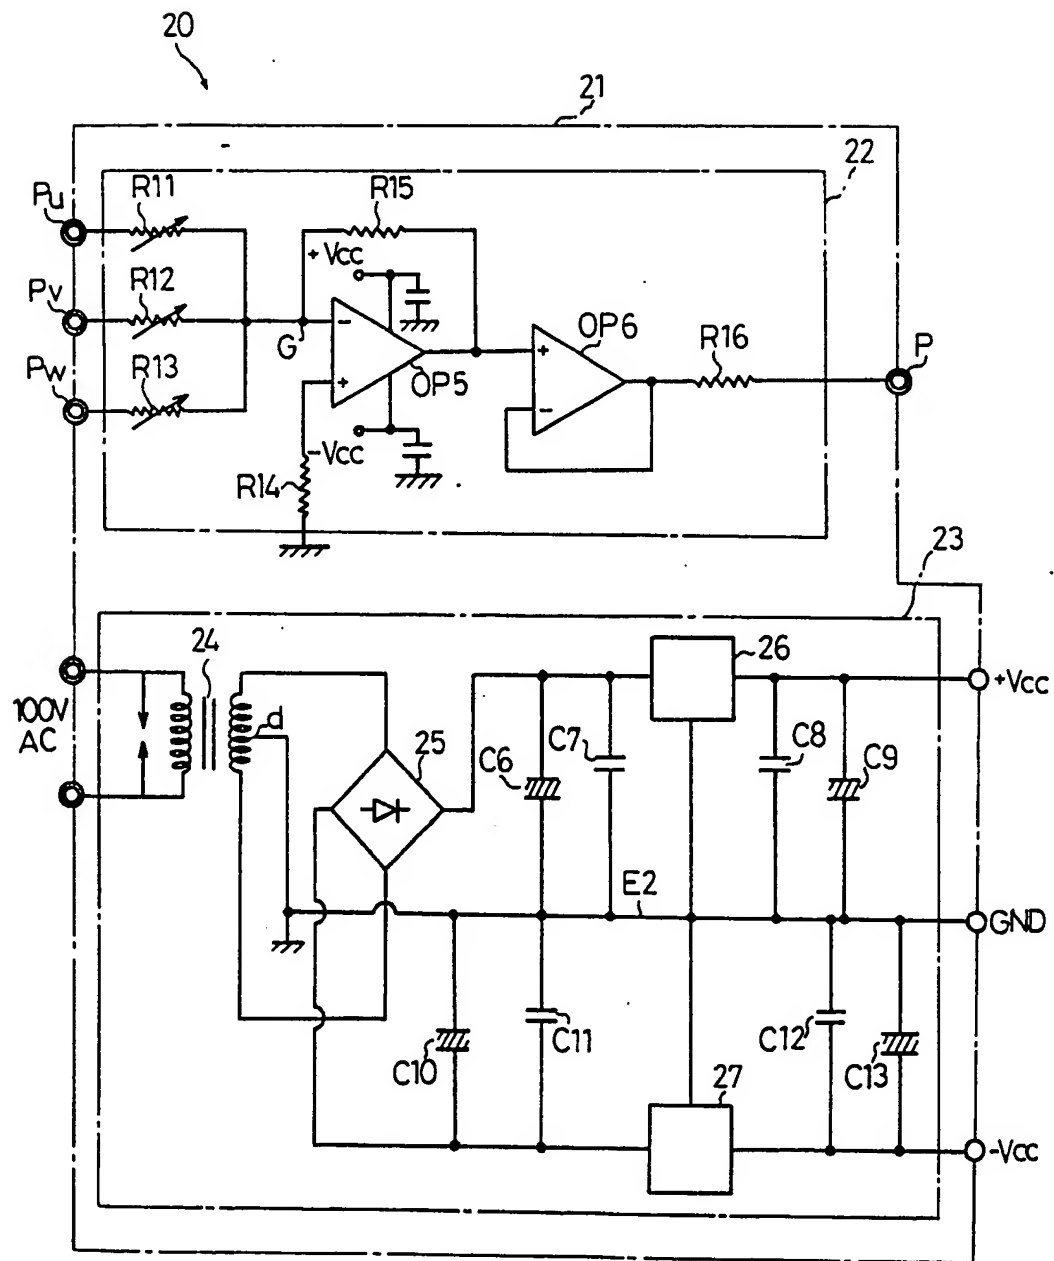 20
21
22
Pu
R11
R15
+Vcc
Pv
R12
G
OP5
OP6
R16
P
Pw
R13
-Vcc
R14
23
24
26
+Vcc
100V
AC
d
25
C6
C7
C8
C9
E2
GND
C10
C11
C12
C13
27
-Vcc